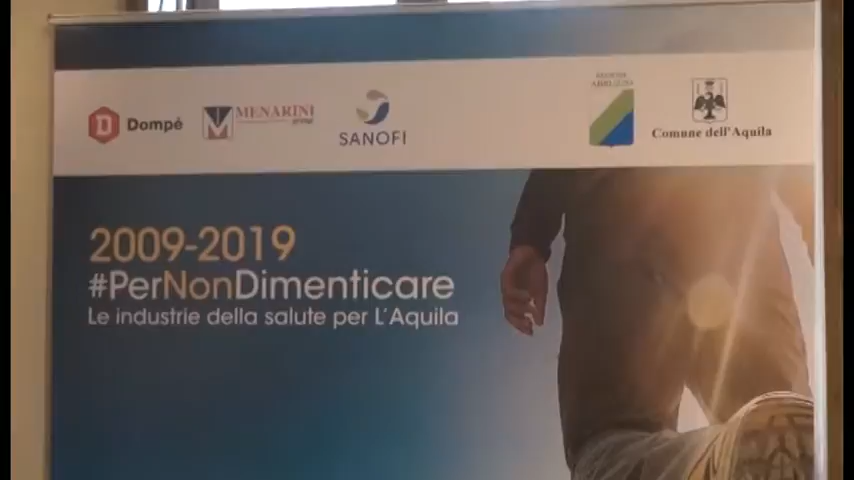 Dompé
MENARINI
group
SANOFI
REGIONE
ABRUZZO
Comune dell'Aquila
2009-2019
#PerNonDimenticare
Le industrie della salute per L'Aquila